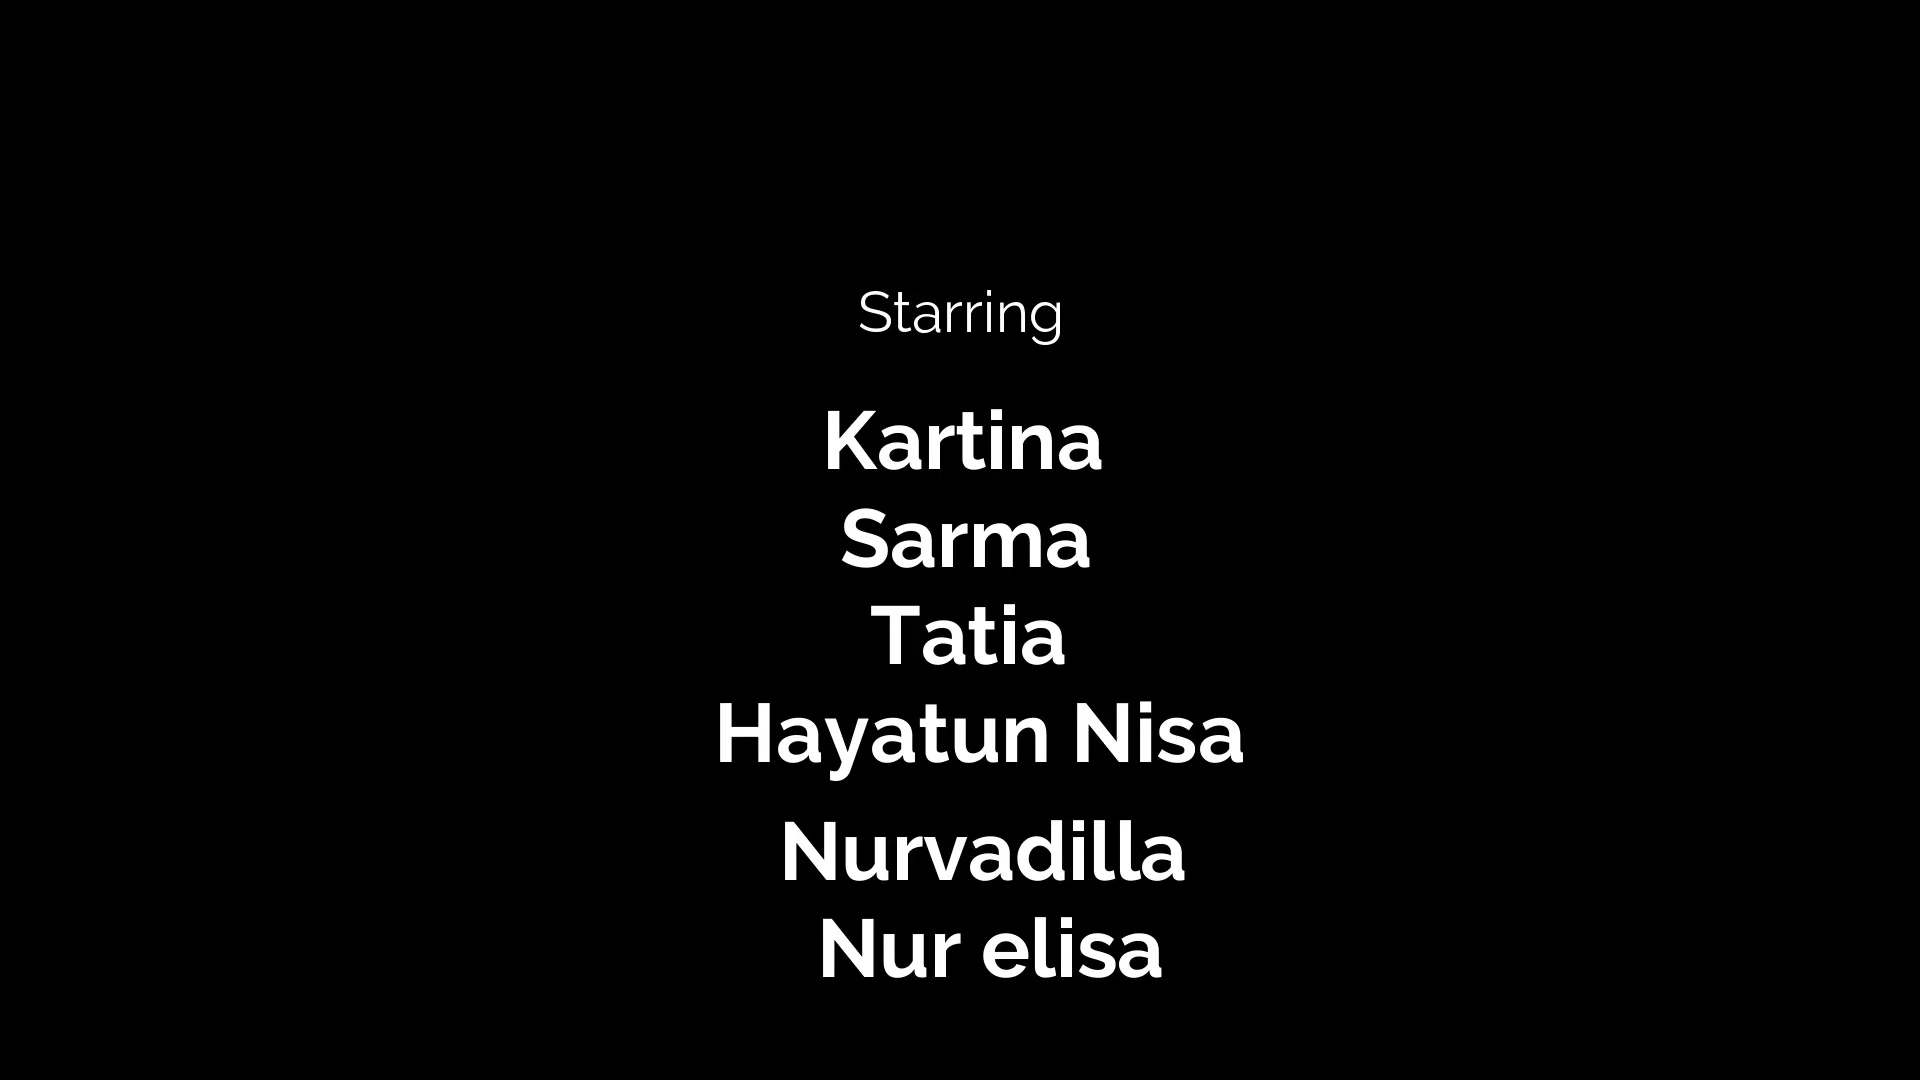 Starring
Kartina
Sarma
Tatia
Hayatun Nisa
Nurvadilla
Nur elisa